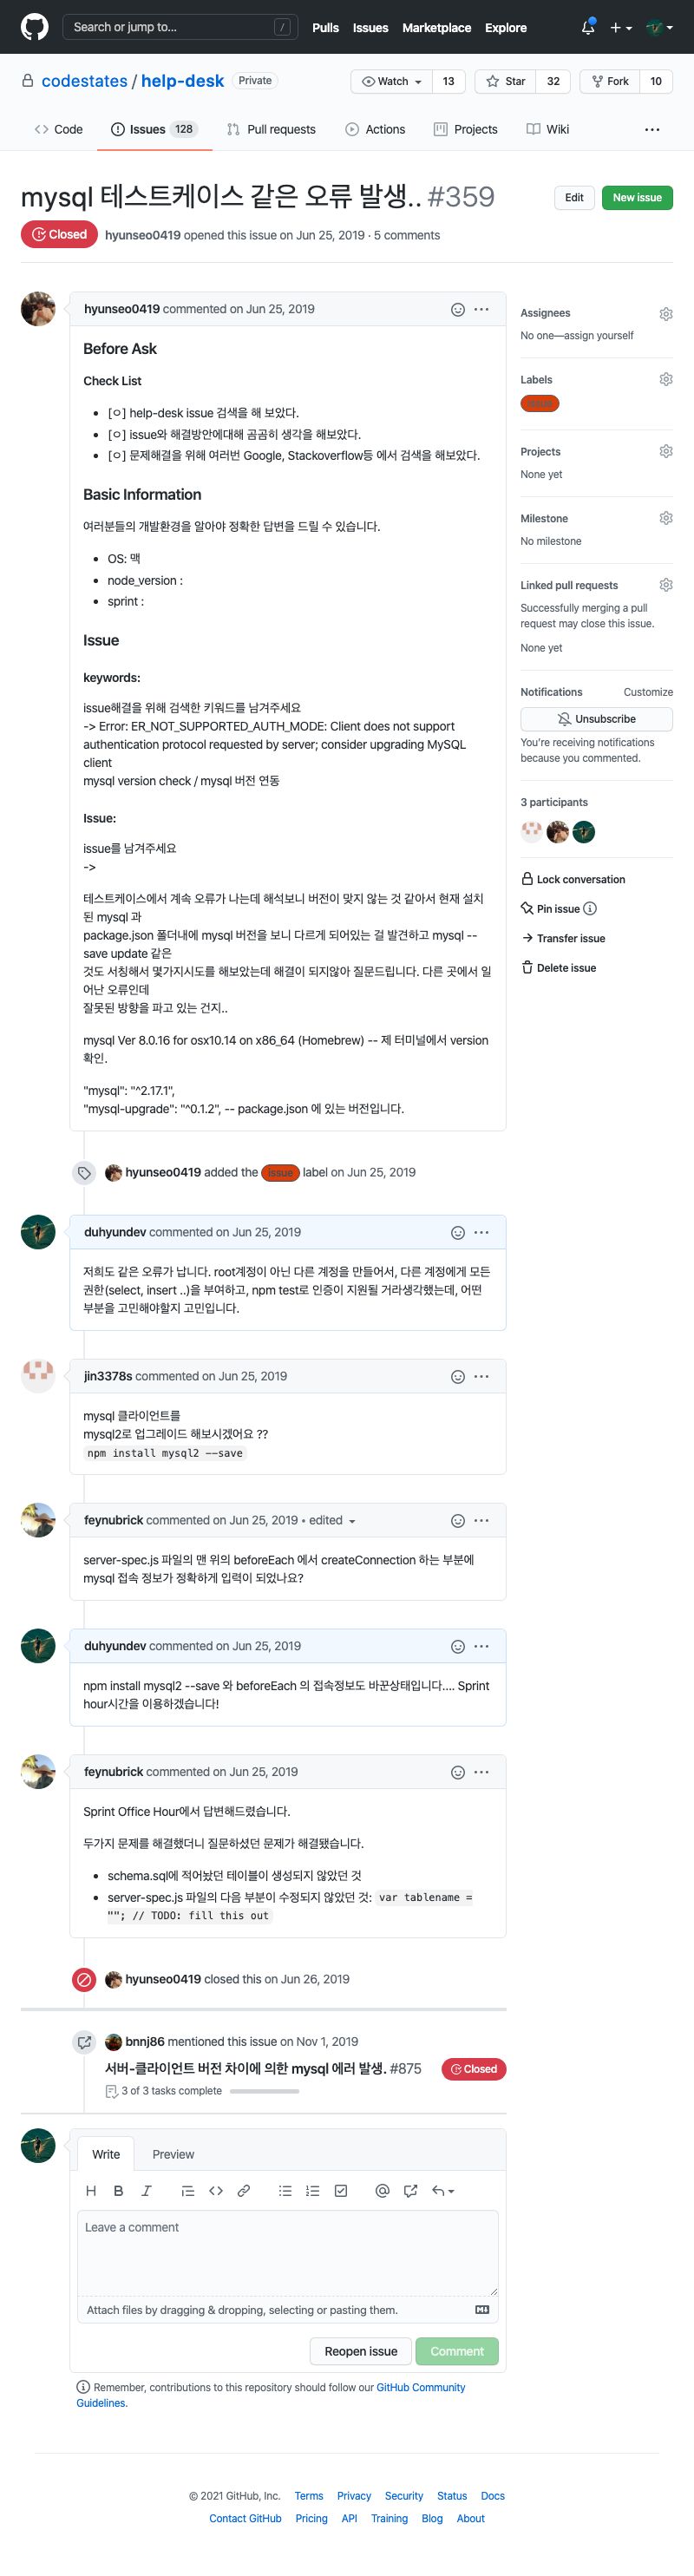 Search or jump to... /
Pulls Issues Marketplace Explore
codestates / help-desk Private
Watch 13 Star 32 Fork 10
Code Issues 128 Pull requests Actions Projects Wiki ...
mysql 테스트케이스 같은 오류 발생.. #359
Edit New issue
Closed hyunseo0419 opened this issue on Jun 25, 2019 · 5 comments
hyunseo0419 commented on Jun 25, 2019
Before Ask
Check List
• [ㅇ] help-desk issue 검색을 해 보았다.
• [ㅇ] issue와 해결방안에대해 곰곰히 생각을 해보았다.
• [ㅇ] 문제해결을 위해 여러번 Google, Stackoverflow등 에서 검색을 해보았다.
Basic Information
여러분들의 개발환경을 알아야 정확한 답변을 드릴 수 있습니다.
• OS: 맥
• node_version :
• sprint :
Issue
keywords:
issue해결을 위해 검색한 키워드를 남겨주세요
-> Error: ER_NOT_SUPPORTED_AUTH_MODE: Client does not support
authentication protocol requested by server; consider upgrading MySQL
client
mysql version check / mysql 버전 연동
Issue:
issue를 남겨주세요
->
테스트케이스에서 계속 오류가 나는데 해석보니 버전이 맞지 않는 것 같아서 현재 설치
된 mysql 과
package.json 폴더내에 mysql 버전을 보니 다르게 되어있는 걸 발견하고 mysql --
save update 같은
것도 서칭해서 몇가지시도를 해보았는데 해결이 되지않아 질문드립니다. 다른 곳에서 일
어난 오류인데
잘못된 방향을 파고 있는 건지..
mysql Ver 8.0.16 for osx10.14 on x86_64 (Homebrew) -- 제 터미널에서 version
확인.
"mysql": "^2.17.1",
"mysql-upgrade": "^0.1.2", -- package.json 에 있는 버전입니다.
Assignees
No one—assign yourself
Labels
issue
Projects
None yet
Milestone
No milestone
Linked pull requests
Successfully merging a pull
request may close this issue.
None yet
Notifications Customize
Unsubscribe
You're receiving notifications
because you commented.
3 participants
Lock conversation
Pin issue
Transfer issue
Delete issue
hyunseo0419 added the issue label on Jun 25, 2019
duhyundev commented on Jun 25, 2019
저희도 같은 오류가 납니다. root계정이 아닌 다른 계정을 만들어서, 다른 계정에게 모든
권한(select, insert ..)을 부여하고, npm test로 인증이 지원될 거라생각했는데, 어떤
부분을 고민해야할지 고민입니다.
jin3378s commented on Jun 25, 2019
mysql 클라이언트를
mysql2로 업그레이드 해보시겠어요 ??
npm install mysql2 --save
feynubrick commented on Jun 25, 2019 • edited
server-spec.js 파일의 맨 위의 beforeEach 에서 createConnection 하는 부분에
mysql 접속 정보가 정확하게 입력이 되었나요?
duhyundev commented on Jun 25, 2019
npm install mysql2 --save 와 beforeEach 의 접속정보도 바꾼상태입니다.... Sprint
hour시간을 이용하겠습니다!
feynubrick commented on Jun 25, 2019
Sprint Office Hour에서 답변해드렸습니다.
두가지 문제를 해결했더니 질문하셨던 문제가 해결됐습니다.
• schema.sql에 적어놨던 테이블이 생성되지 않았던 것
• server-spec.js 파일의 다음 부분이 수정되지 않았던 것: var tablename =
""; // TODO: fill this out
hyunseo0419 closed this on Jun 26, 2019
bnnj86 mentioned this issue on Nov 1, 2019
서버-클라이언트 버전 차이에 의한 mysql 에러 발생. #875 Closed
3 of 3 tasks complete
Write Preview
Leave a comment
Attach files by dragging & dropping, selecting or pasting them.
Reopen issue Comment
Remember, contributions to this repository should follow our GitHub Community
Guidelines.
© 2021 GitHub, Inc. Terms Privacy Security Status Docs
Contact GitHub Pricing API Training Blog About